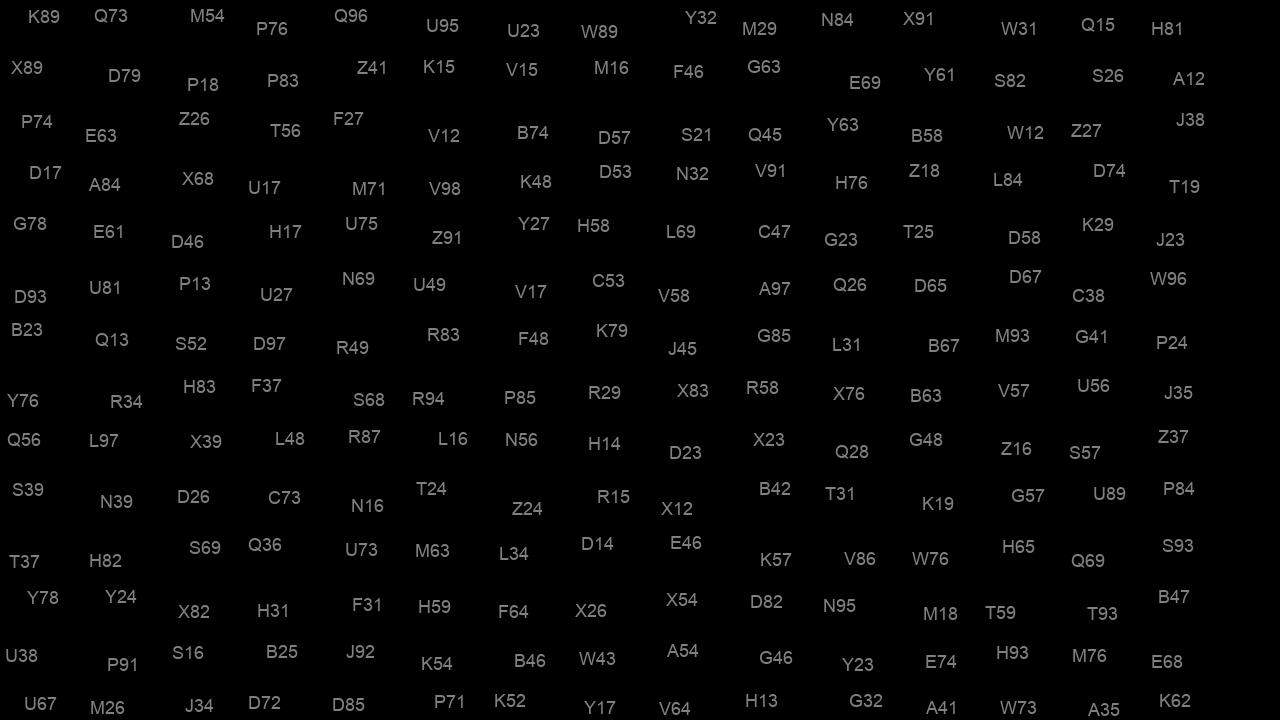 K89 Q73 M54 P76 Q96 U95 U23 W89 Y32 M29 N84 X91 W31 Q15 H81
X89 D79 P18 P83 Z41 K15 V15 M16 F46 G63 E69 Y61 S82 S26 A12
P74 E63 Z26 T56 F27 V12 B74 D57 S21 Q45 Y63 B58 W12 Z27 J38
D17 A84 X68 U17 M71 V98 K48 D53 N32 V91 H76 Z18 L84 D74 T19
G78 E61 D46 H17 U75 Z91 Y27 H58 L69 C47 G23 T25 D58 K29 J23
D93 U81 P13 U27 N69 U49 V17 C53 V58 A97 Q26 D65 D67 C38 W96
B23 Q13 S52 D97 R49 R83 F48 K79 J45 G85 L31 B67 M93 G41 P24
Y76 R34 H83 F37 S68 R94 P85 R29 X83 R58 X76 B63 V57 U56 J35
Q56 L97 X39 L48 R87 L16 N56 H14 D23 X23 Q28 G48 Z16 S57 Z37
S39 N39 D26 C73 N16 T24 Z24 R15 X12 B42 T31 K19 G57 U89 P84
T37 H82 S69 Q36 U73 M63 L34 D14 E46 K57 V86 W76 H65 Q69 S93
Y78 Y24 X82 H31 F31 H59 F64 X26 X54 D82 N95 M18 T59 T93 B47
U38 P91 S16 B25 J92 K54 B46 W43 A54 G46 Y23 E74 H93 M76 E68
U67 M26 J34 D72 D85 P71 K52 Y17 V64 H13 G32 A41 W73 A35 K62